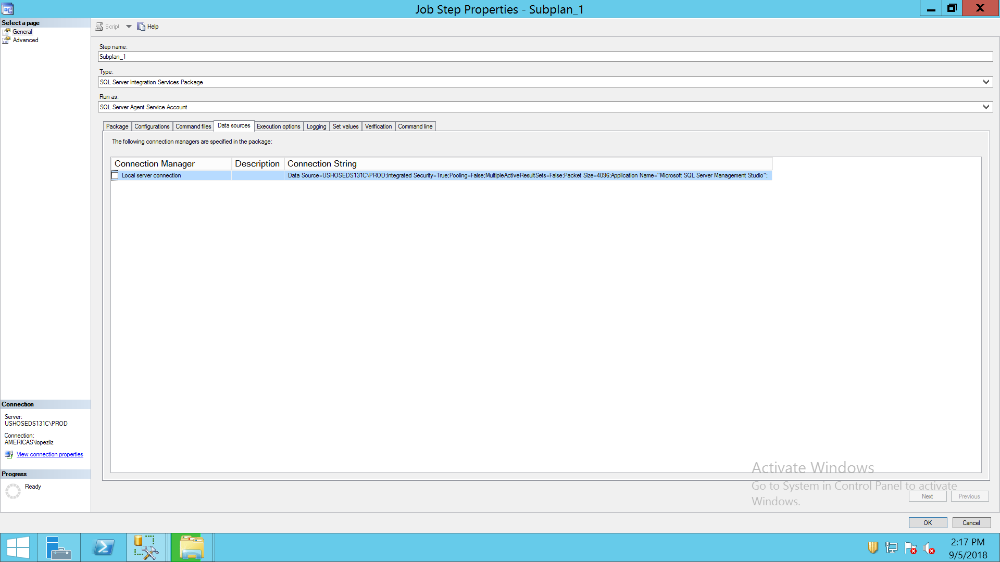 Job Step Properties - Subplan_1
Select a page
General
Advanced
Script
Help
Step name:
Subplan_1
Type:
SQL Server Integration Services Package
Run as:
SQL Server Agent Service Account
Package
Configurations
Command files
Data sources
Execution options
Logging
Set values
Verification
Command line
The following connection managers are specified in the package:
Connection Manager
Description
Connection String
Local server connection
Data Source=USHOSEDS131C\PROD;Integrated Security=True;Pooling=False;MultipleActiveResultSets=False;Packet Size=4096;Application Name="Microsoft SQL Server Management Studio";
Connection
Server:
USHOSEDS131C\PROD
Connection:
AMERICAS\lopezliz
View connection properties
Progress
Ready
Activate Windows
Go to System in Control Panel to activate
Windows.
Next
Previous
OK
Cancel
2:17 PM
9/5/2018